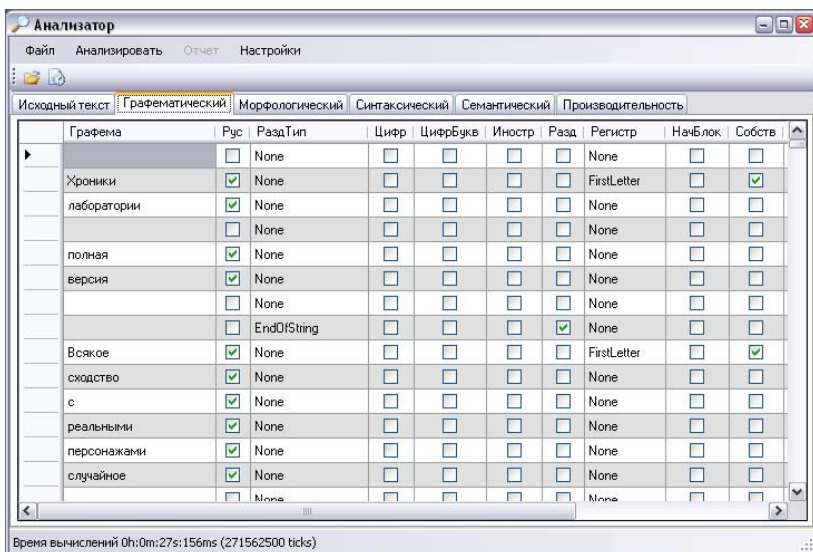 Анализатор
Файл Анализировать Отчет Настройки
Исходный текст Графематический Морфологический Синтаксический Семантический Производительность
Графема Рус РаздТип Цифр ЦифрБукв Иностр Разд Регистр НачБлок Собств
None None
Хроники None FirstLetter
лаборатории None None
None None
полная None None
версия None None
None None
EndOfString None
Всякое None FirstLetter
сходство None None
с None None
реальными None None
персонажами None None
случайное None None
None None
Время вычислений 0h:0m:27s:156ms (271562500 ticks)